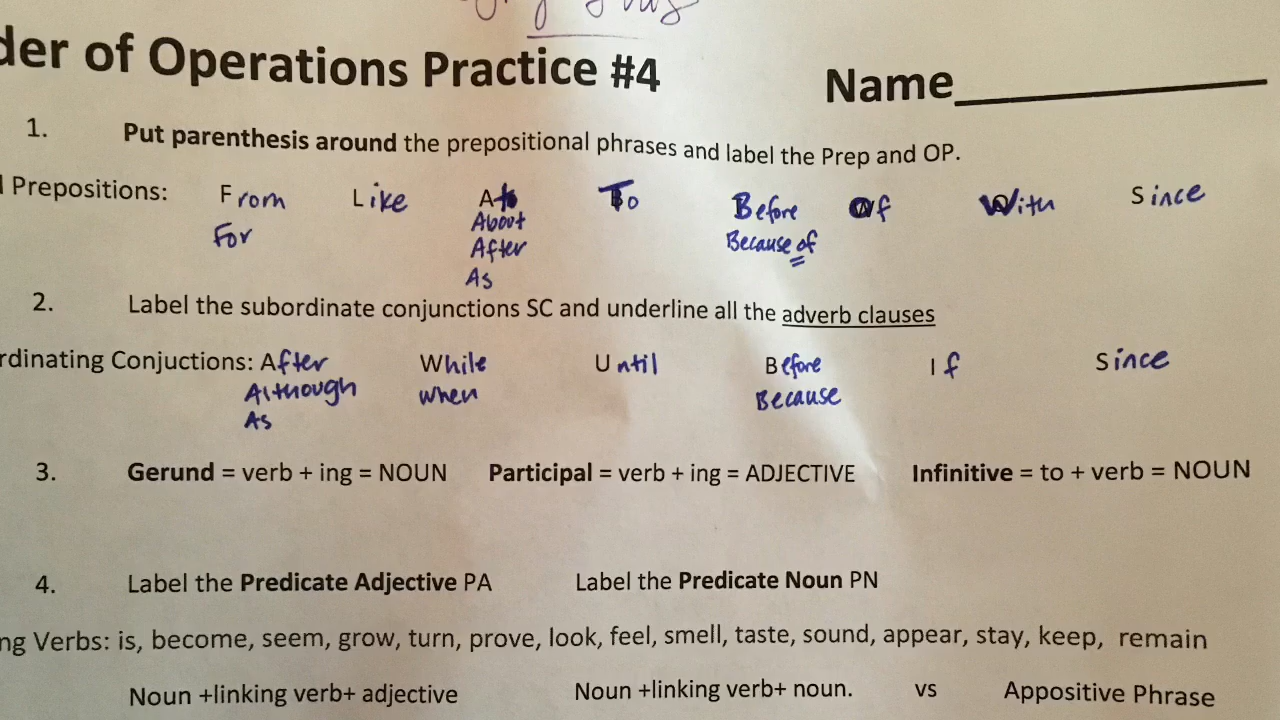 der of Operations Practice #4 Name
1. Put parenthesis around the prepositional phrases and label the Prep and OP.
Prepositions: From Like At To Before Of With Since
For About Because of
After
As
2. Label the subordinate conjunctions SC and underline all the adverb clauses
rdinating Conjuctions: After While Until Before If Since
Although when Because
As
3. Gerund = verb + ing = NOUN Participal = verb + ing = ADJECTIVE Infinitive = to + verb = NOUN
4. Label the Predicate Adjective PA Label the Predicate Noun PN
ng Verbs: is, become, seem, grow, turn, prove, look, feel, smell, taste, sound, appear, stay, keep, remain
Noun +linking verb+ adjective Noun +linking verb+ noun. vs Appositive Phrase